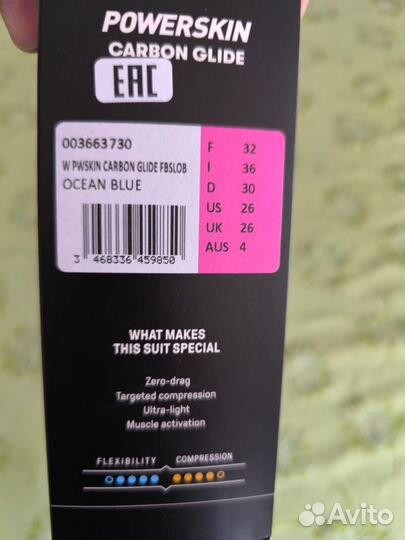 POWERSKIN
CARBON GLIDE
EAC
003663730
W PWSKIN CARBON GLIDE FBSLOB
OCEAN BLUE
3 468336 459850
F 32
I 36
D 30
US 26
UK 26
AUS 4
WHAT MAKES
THIS SUIT SPECIAL
Zero-drag
Targeted compression
Ultra-light
Muscle activation
FLEXIBILITY COMPRESSION
Avito